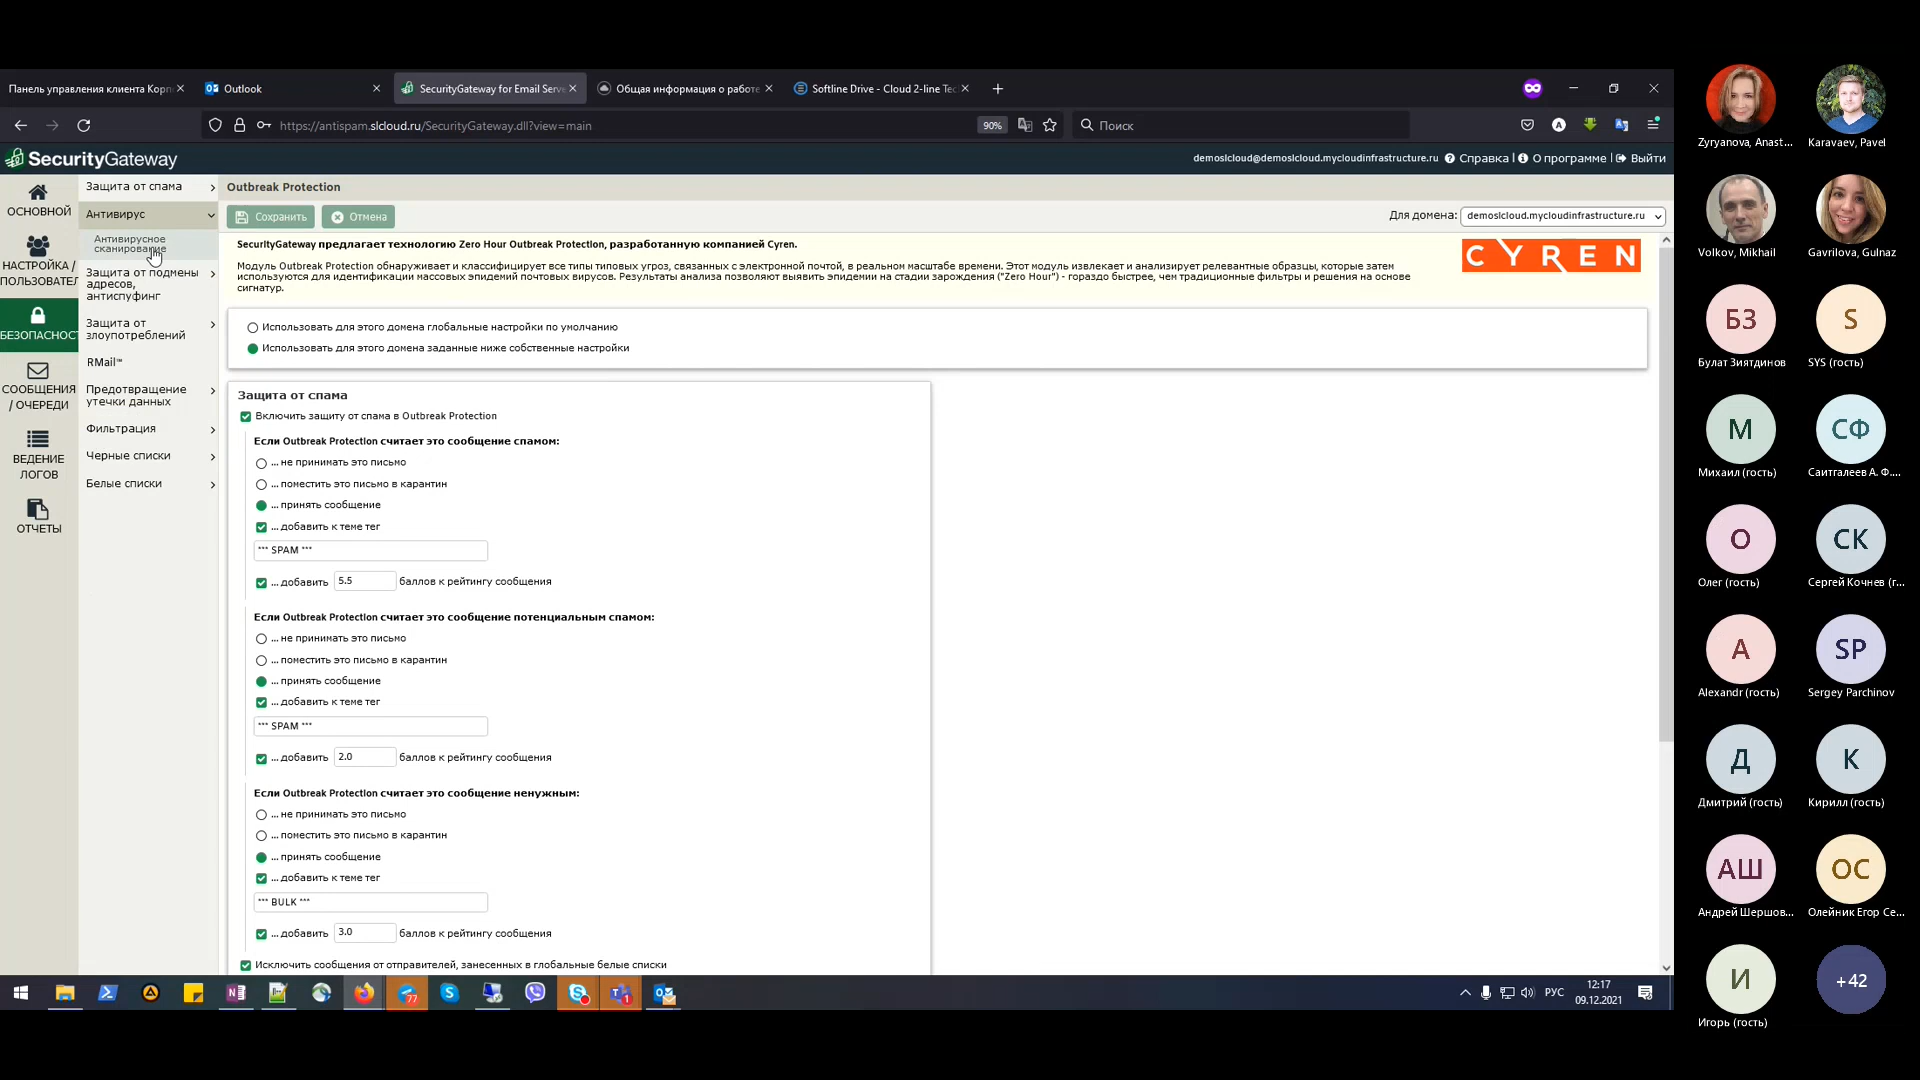 Панель управления клиента Корп
Outlook
SecurityGateway for Email Serve
Общая информация о работе
Softline Drive - Cloud 2-line Tec
https://antispam.slcloud.ru/SecurityGateway.dll?view=main
90%
Поиск
SecurityGateway
demoslcloud@demoslcloud.mycloudinfrastructure.ru
Справка | О программе | Выйти
ОСНОВНОЙ
НАСТРОЙКА /
ПОЛЬЗОВАТЕЛ
БЕЗОПАСНОСТ
СООБЩЕНИЯ
/ ОЧЕРЕДИ
ВЕДЕНИЕ
ЛОГОВ
ОТЧЕТЫ
Защита от спама
Антивирус
Антивирусное
сканирование
Защита от подмены
адресов,
антиспуфинг
Защита от
злоупотреблений
RMail™
Предотвращение
утечки данных
Фильтрация
Черные списки
Белые списки
Outbreak Protection
Сохранить
Отмена
Для домена:
demoslcloud.mycloudinfrastructure.ru
SecurityGateway предлагает технологию Zero Hour Outbreak Protection, разработанную компанией Cyren.
CYREN
Модуль Outbreak Protection обнаруживает и классифицирует все типы типовых угроз, связанных с электронной почтой, в реальном масштабе времени. Этот модуль извлекает и анализирует релевантные образцы, которые затем
используются для идентификации массовых эпидемий почтовых вирусов. Результаты анализа позволяют выявить эпидемии на стадии зарождения ("Zero Hour") - гораздо быстрее, чем традиционные фильтры и решения на основе
сигнатур.
Использовать для этого домена глобальные настройки по умолчанию
Использовать для этого домена заданные ниже собственные настройки
Защита от спама
Включить защиту от спама в Outbreak Protection
Если Outbreak Protection считает это сообщение спамом:
... не принимать это письмо
... поместить это письмо в карантин
... принять сообщение
... добавить к теме тег
*** SPAM ***
... добавить 5.5 баллов к рейтингу сообщения
Если Outbreak Protection считает это сообщение потенциальным спамом:
... не принимать это письмо
... поместить это письмо в карантин
... принять сообщение
... добавить к теме тег
*** SPAM ***
... добавить 2.0 баллов к рейтингу сообщения
Если Outbreak Protection считает это сообщение ненужным:
... не принимать это письмо
... поместить это письмо в карантин
... принять сообщение
... добавить к теме тег
*** BULK ***
... добавить 3.0 баллов к рейтингу сообщения
Исключить сообщения от отправителей, занесенных в глобальные белые списки
77
1
РУС
12:17
09.12.2021
Zyryanova, Anast...
Karavaev, Pavel
Volkov, Mikhail
Gavrilova, Gulnaz
БЗ
Булат Зиятдинов
S
SYS (гость)
М
Михаил (гость)
СФ
Саитгалеев А. Ф....
О
Олег (гость)
СК
Сергей Кочнев (г...
A
Alexandr (гость)
SP
Sergey Parchinov
Д
Дмитрий (гость)
К
Кирилл (гость)
АШ
Андрей Шершов...
ОС
Олейник Егор Се...
И
Игорь (гость)
+42